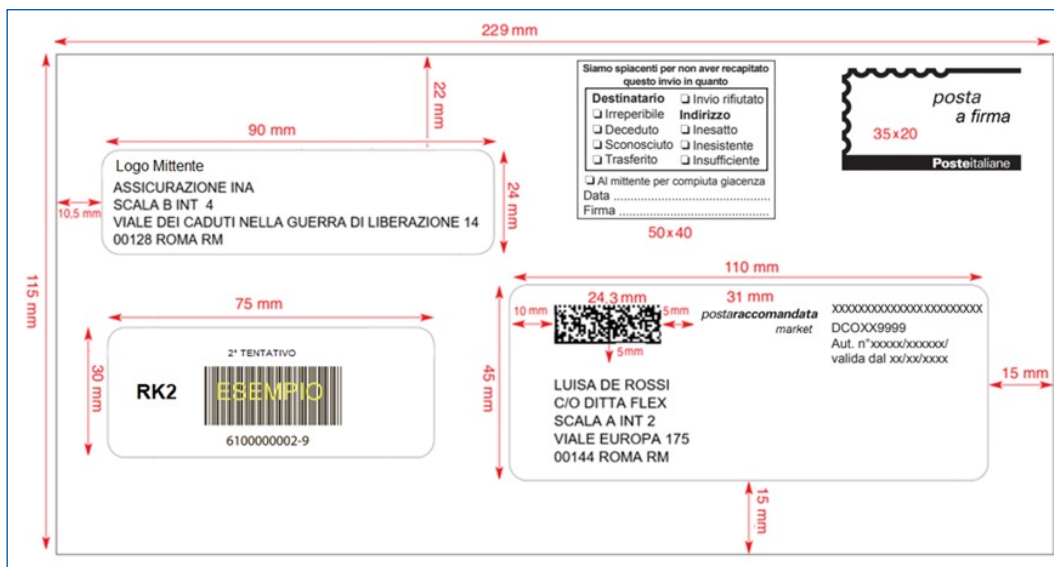 229 mm
22 mm
Siamo spiacenti per non aver recapitato
questo invio in quanto
Destinatario ❏ Invio rifiutato
❏ Irreperibile Indirizzo
❏ Deceduto ❏ Inesatto
❏ Sconosciuto ❏ Inesistente
❏ Trasferito ❏ Insufficiente
❏ Al mittente per compiuta giacenza
Data ....................................
Firma ..................................
50x40
posta
a firma
35x20
Posteitaliane
90 mm
Logo Mittente
ASSICURAZIONE INA
SCALA B INT 4
VIALE DEI CADUTI NELLA GUERRA DI LIBERAZIONE 14
00128 ROMA RM
24 mm
10,5 mm
115 mm
75 mm
30 mm
2° TENTATIVO
RK2
ESEMPIO
6100000002-9
110 mm
45 mm
10 mm
24,3 mm
5mm
5mm
31 mm
postaraccomandata
market
XXXXXXXXXXXXXXXXXXXXXXX
DCOXX9999
Aut. n°xxxxx/xxxxxx/
valida dal xx/xx/xxxx
LUISA DE ROSSI
C/O DITTA FLEX
SCALA A INT 2
VIALE EUROPA 175
00144 ROMA RM
15 mm
15 mm